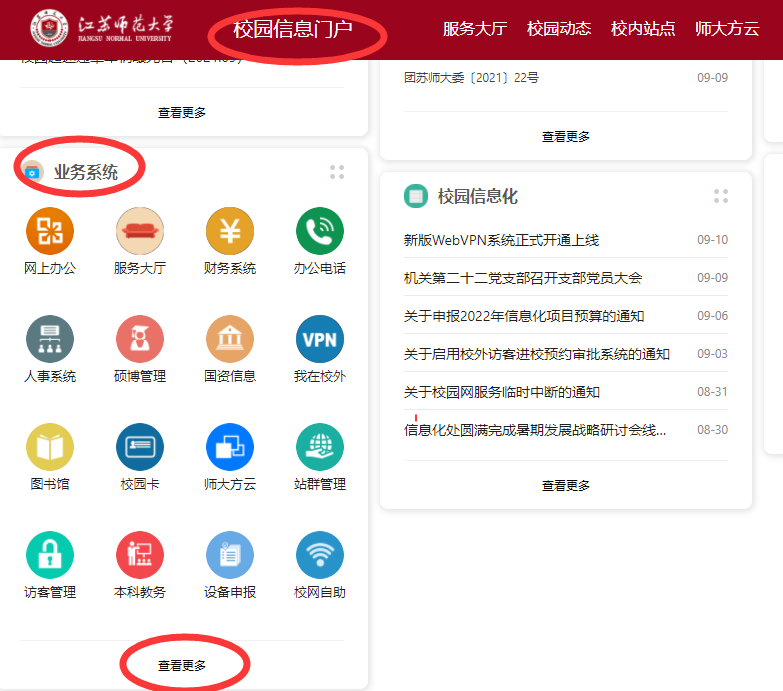 江苏师范大学
JIANGSU NORMAL UNIVERSITY
校园信息门户
服务大厅 校园动态 校内站点 师大方云
查看更多
团苏师大委〔2021〕22号 09-09
查看更多
业务系统
网上办公 服务大厅 财务系统 办公电话
人事系统 硕博管理 国资信息 我在校外
VPN
图书馆 校园卡 师大方云 站群管理
访客管理 本科教务 设备申报 校网自助
查看更多
校园信息化
新版WebVPN系统正式开通上线 09-10
机关第二十二党支部召开支部党员大会 09-09
关于申报2022年信息化项目预算的通知 09-06
关于启用校外访客进校预约审批系统的通知 09-03
关于校园网服务临时中断的通知 08-31
信息化处圆满完成暑期发展战略研讨会线... 08-30
查看更多